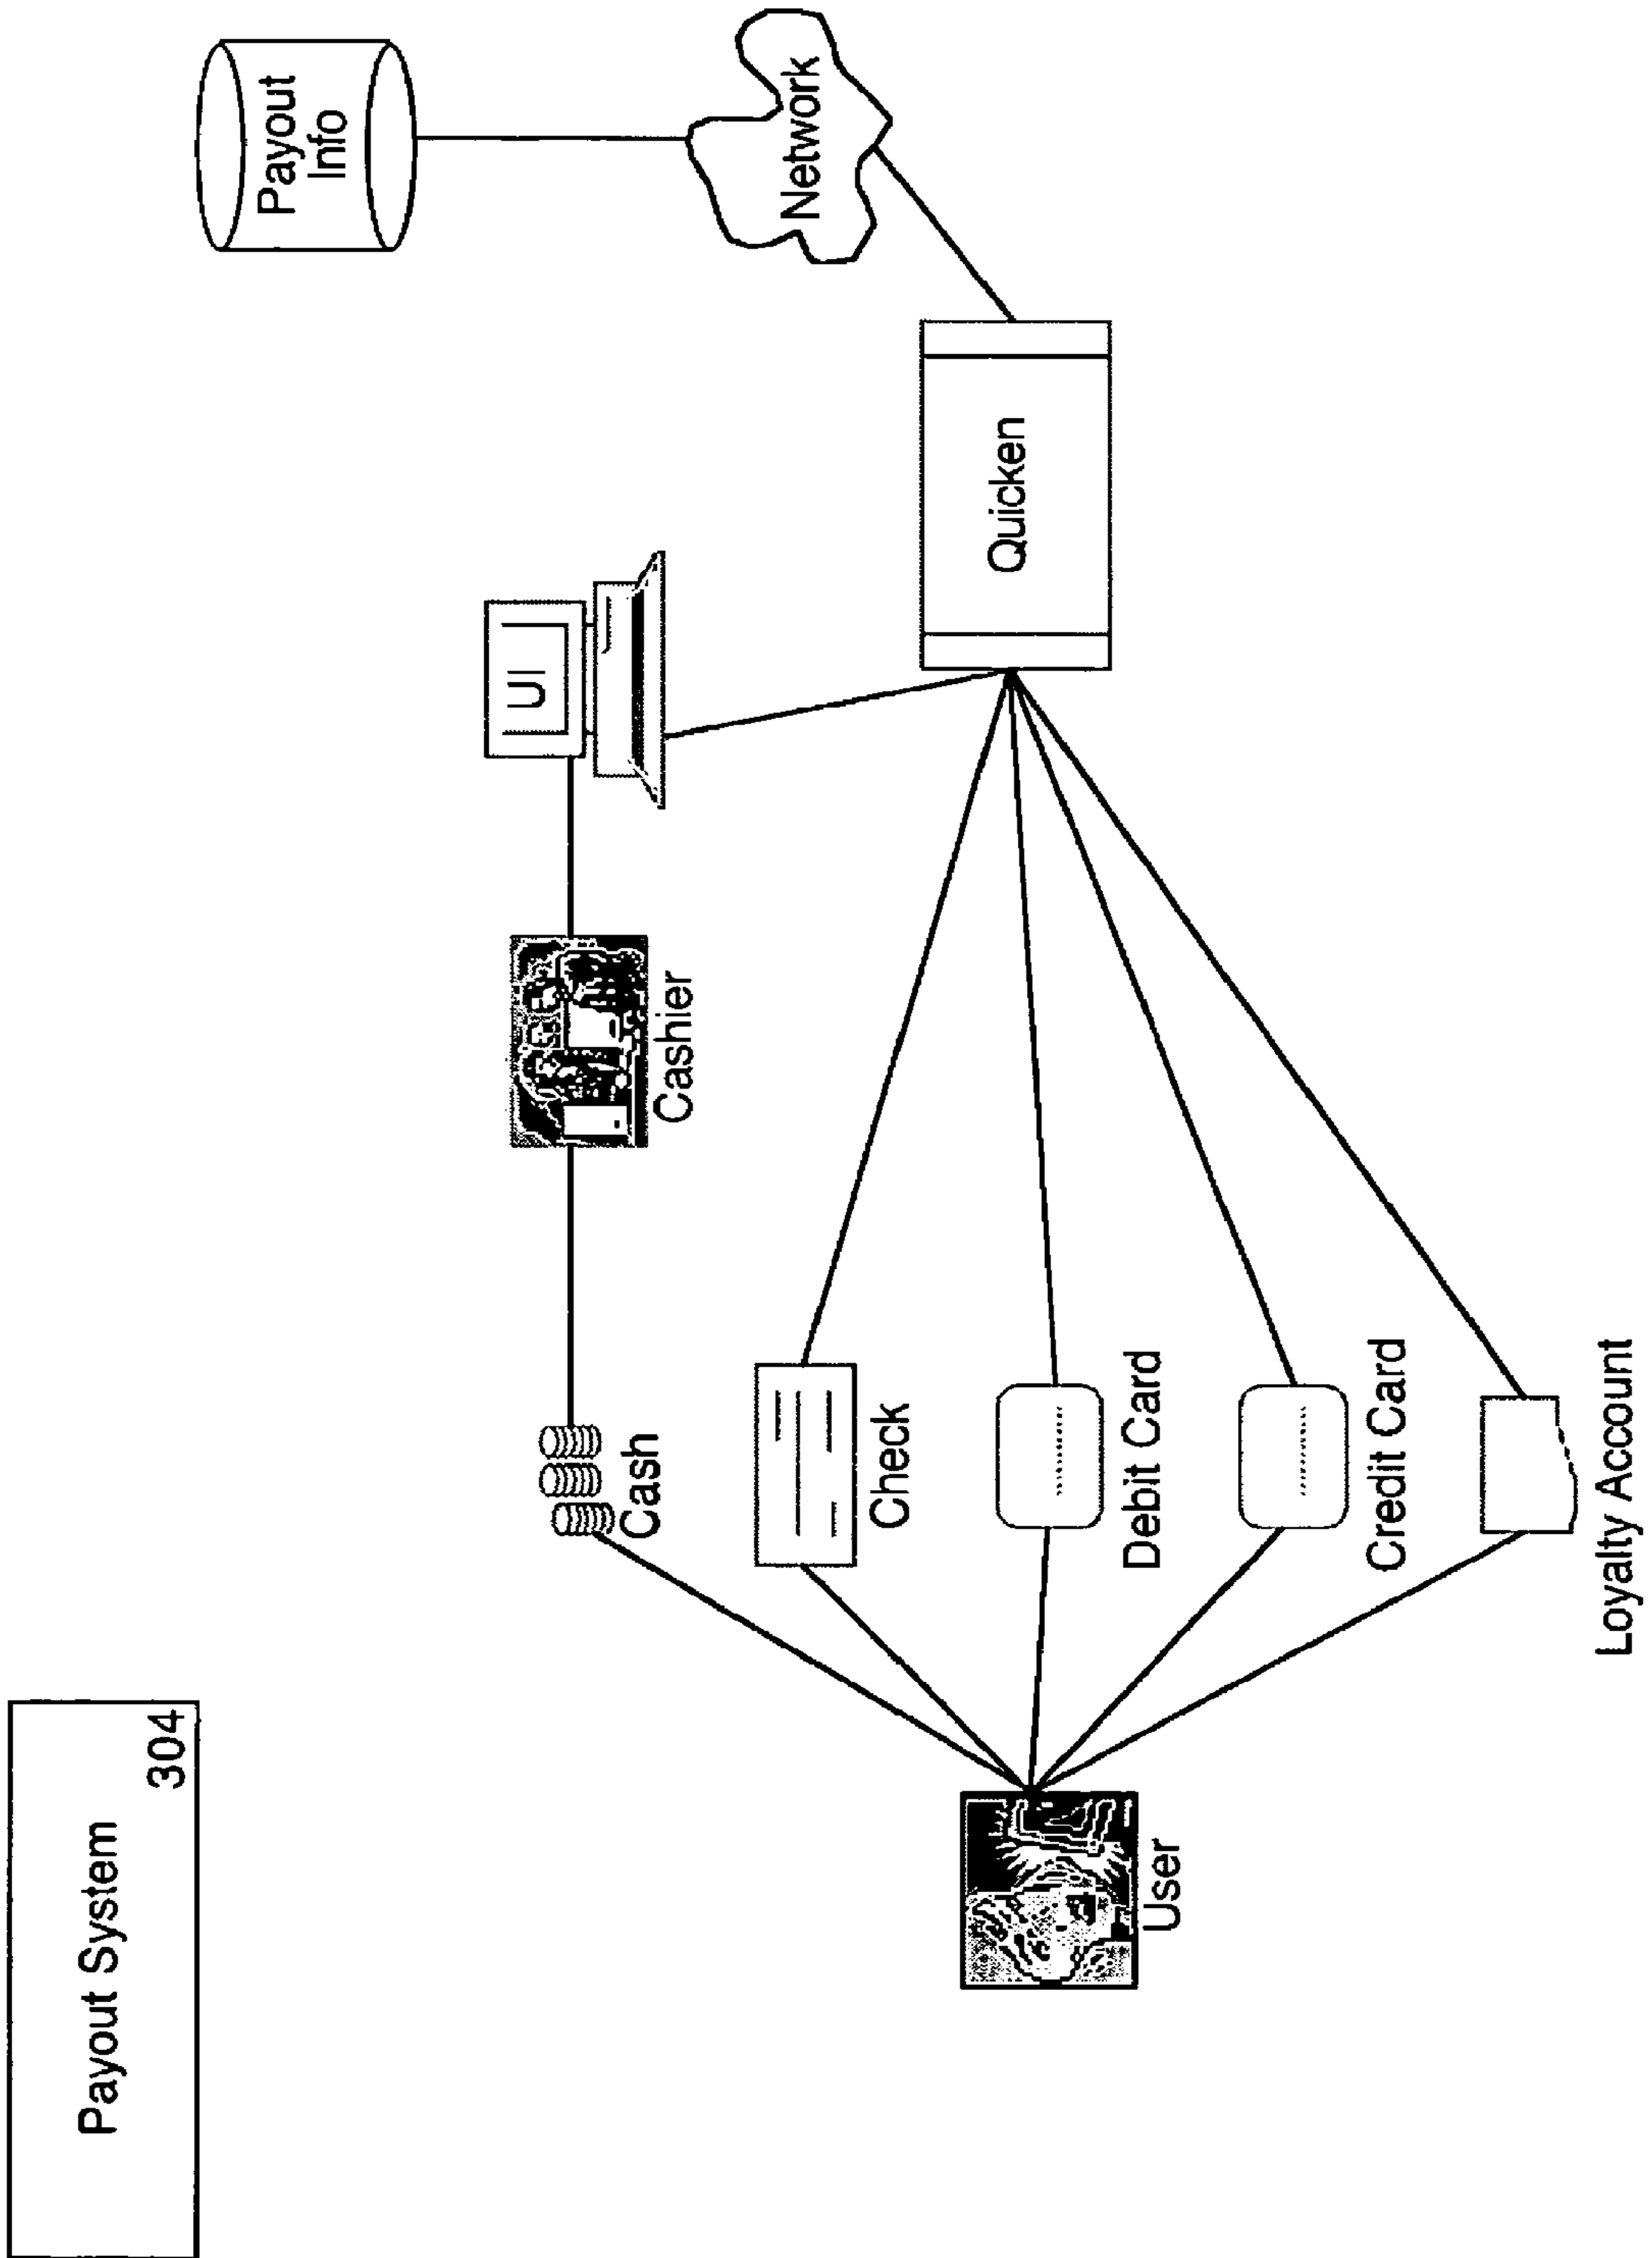 Payout System
304
Payout
Info
UI
Cashier
Cash
Network
Check
Quicken
User
Debit Card
Credit Card
Loyalty Account